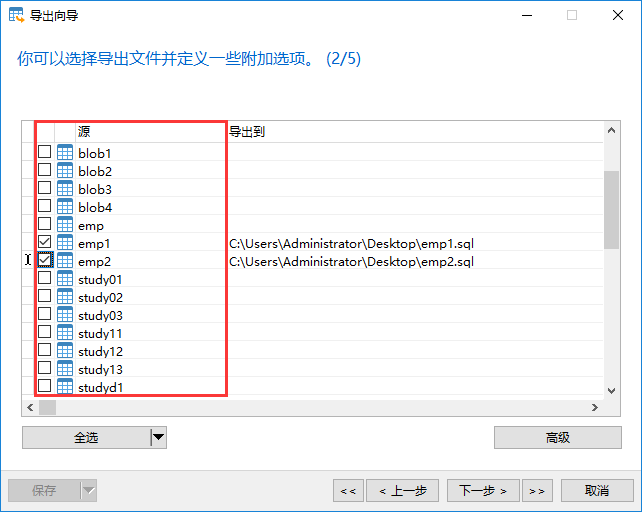 导出向导
你可以选择导出文件并定义一些附加选项。 (2/5)
源 导出到
blob1
blob2
blob3
blob4
emp
emp1 C:\Users\Administrator\Desktop\emp1.sql
emp2 C:\Users\Administrator\Desktop\emp2.sql
study01
study02
study03
study11
study12
study13
studyd1
全选 高级
保存 << < 上一步 下一步 > >> 取消